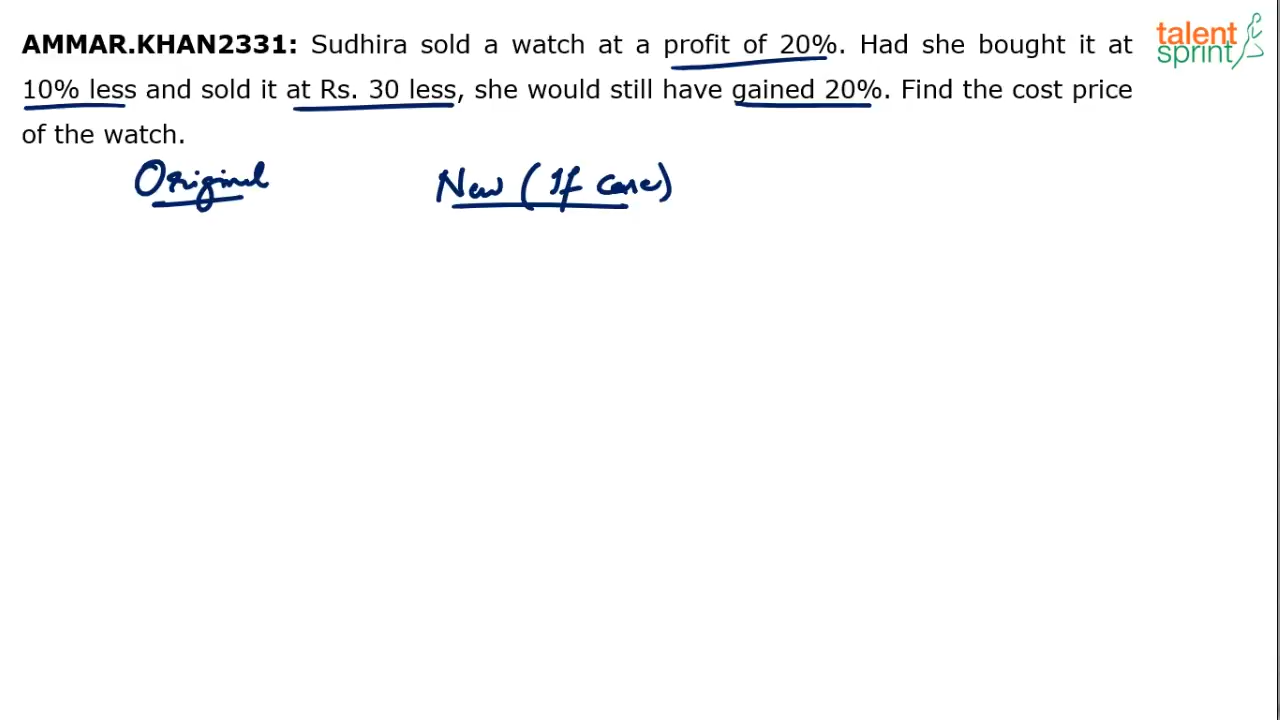 AMMAR.KHAN2331: Sudhira sold a watch at a profit of 20%. Had she bought it at
10% less and sold it at Rs. 30 less, she would still have gained 20%. Find the cost price
of the watch.
talent
sprint
Original
New (If case)